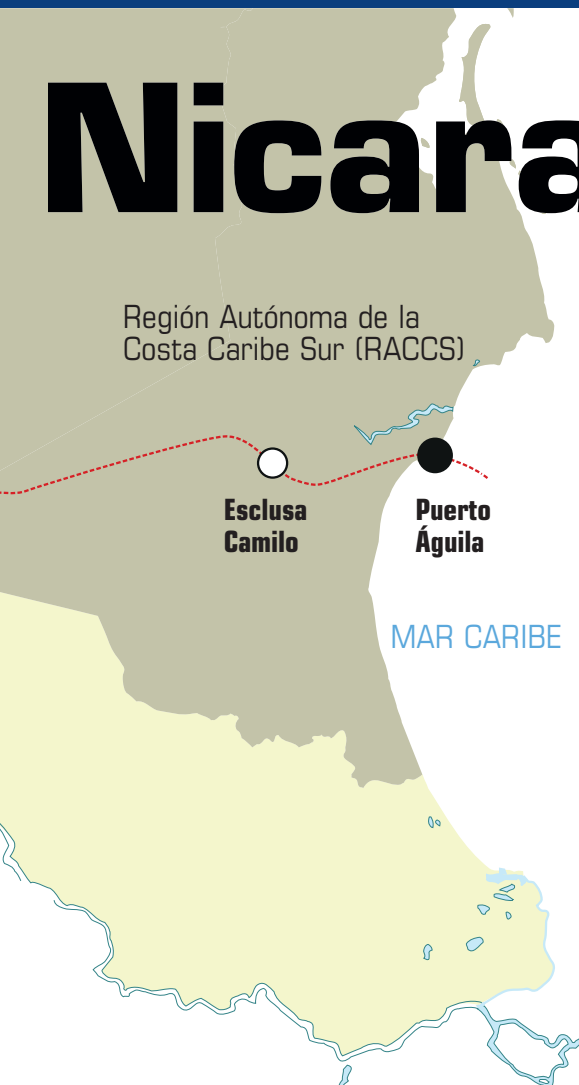 Nicara
Región Autónoma de la
Costa Caribe Sur (RACCS)
Esclusa
Camilo
Puerto
Águila
MAR CARIBE